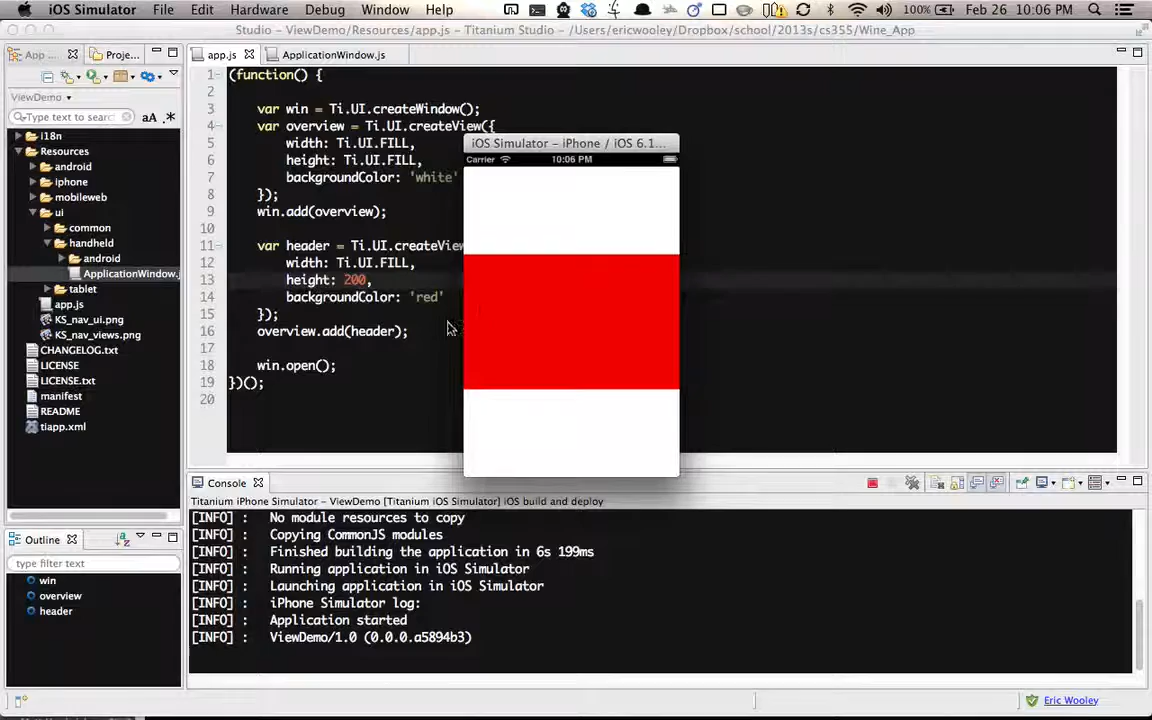 iOS Simulator File Edit Hardware Debug Window Help 100% Feb 26 10:06 PM
Studio – ViewDemo/Resources/app.js – Titanium Studio – /Users/ericwooley/Dropbox/school/2013s/cs355/Wine_App
App Proje...
app.js ApplicationWindow.js
ViewDemo
Type text to searc aA .*
i18n
Resources
android
iphone
mobileweb
ui
common
handheld
android
ApplicationWindow.j
tablet
app.js
KS_nav_ui.png
KS_nav_views.png
CHANGELOG.txt
LICENSE
LICENSE.txt
manifest
README
tiapp.xml
1 (function() {
2
3 var win = Ti.UI.createWindow();
4 var overview = Ti.UI.createView({
5 width: Ti.UI.FILL,
6 height: Ti.UI.FILL,
7 backgroundColor: 'white'
8 });
9 win.add(overview);
10
11 var header = Ti.UI.createView
12 width: Ti.UI.FILL,
13 height: 200,
14 backgroundColor: 'red'
15 });
16 overview.add(header);
17
18 win.open();
19 })();
20
iOS Simulator – iPhone / iOS 6.1...
Carrier 10:06 PM
Outline
type filter text
win
overview
header
Console
Titanium iPhone Simulator – ViewDemo [Titanium iOS Simulator] iOS build and deploy
[INFO] : No module resources to copy
[INFO] : Copying CommonJS modules
[INFO] : Finished building the application in 6s 199ms
[INFO] : Running application in iOS Simulator
[INFO] : Launching application in iOS Simulator
[INFO] : iPhone Simulator log:
[INFO] : Application started
[INFO] : ViewDemo/1.0 (0.0.0.a5894b3)
Eric Wooley